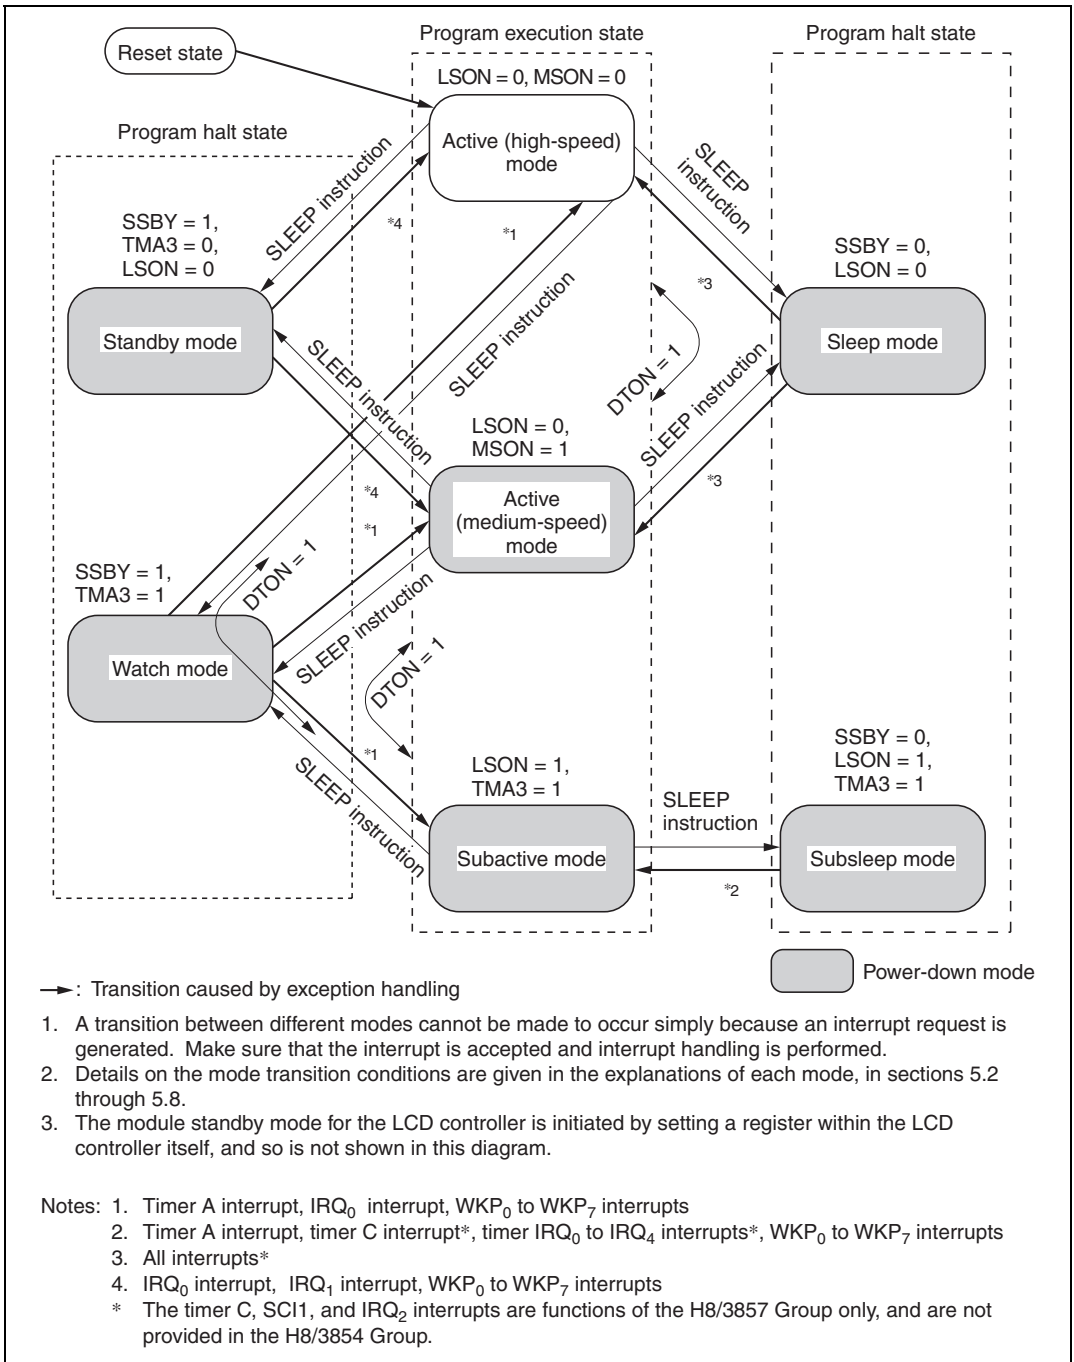 Program execution state
Program halt state
Reset state
LSON = 0, MSON = 0
Active (high-speed)
mode
Program halt state
SLEEP instruction
*4
*1
SLEEP
instruction
*3
SSBY = 1,
TMA3 = 0,
LSON = 0
Standby mode
SSBY = 0,
LSON = 0
Sleep mode
SLEEP instruction
SLEEP instruction
DTON = 1
SLEEP instruction
*3
LSON = 0,
MSON = 1
Active
(medium-speed)
mode
*4
*1
DTON = 1
SLEEP instruction
SSBY = 1,
TMA3 = 1
Watch mode
DTON = 1
*1
SLEEP instruction
LSON = 1,
TMA3 = 1
Subactive mode
SLEEP
instruction
*2
SSBY = 0,
LSON = 1,
TMA3 = 1
Subsleep mode
Power-down mode
: Transition caused by exception handling
1. A transition between different modes cannot be made to occur simply because an interrupt request is
generated. Make sure that the interrupt is accepted and interrupt handling is performed.
2. Details on the mode transition conditions are given in the explanations of each mode, in sections 5.2
through 5.8.
3. The module standby mode for the LCD controller is initiated by setting a register within the LCD
controller itself, and so is not shown in this diagram.
Notes: 1. Timer A interrupt, IRQ0 interrupt, WKP0 to WKP7 interrupts
2. Timer A interrupt, timer C interrupt*, timer IRQ0 to IRQ4 interrupts*, WKP0 to WKP7 interrupts
3. All interrupts*
4. IRQ0 interrupt, IRQ1 interrupt, WKP0 to WKP7 interrupts
* The timer C, SCI1, and IRQ2 interrupts are functions of the H8/3857 Group only, and are not
provided in the H8/3854 Group.